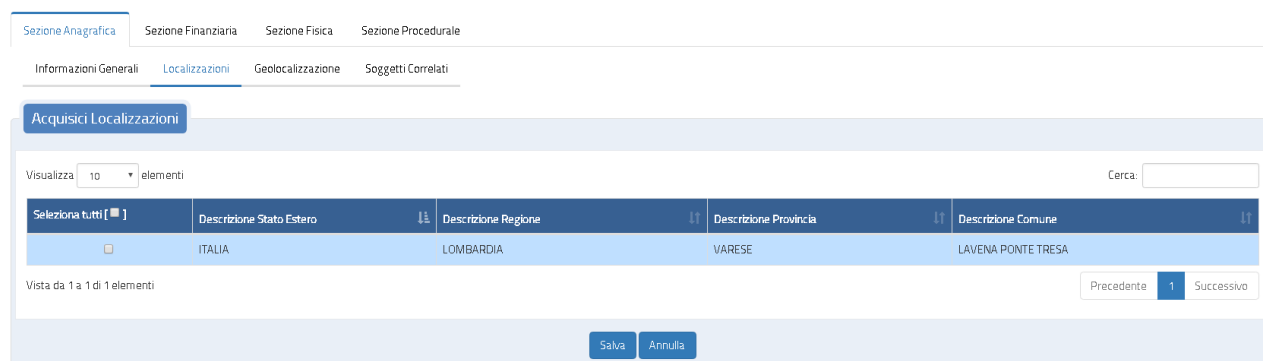 Sezione Anagrafica Sezione Finanziaria Sezione Fisica Sezione Procedurale
Informazioni Generali Localizzazioni Geolocalizzazione Soggetti Correlati
Acquisici Localizzazioni
Visualizza 10 elementi Cerca:
Seleziona tutti [ ] Descrizione Stato Estero Descrizione Regione Descrizione Provincia Descrizione Comune
ITALIA LOMBARDIA VARESE LAVENA PONTE TRESA
Vista da 1 a 1 di 1 elementi Precedente 1 Successivo
Salva Annulla